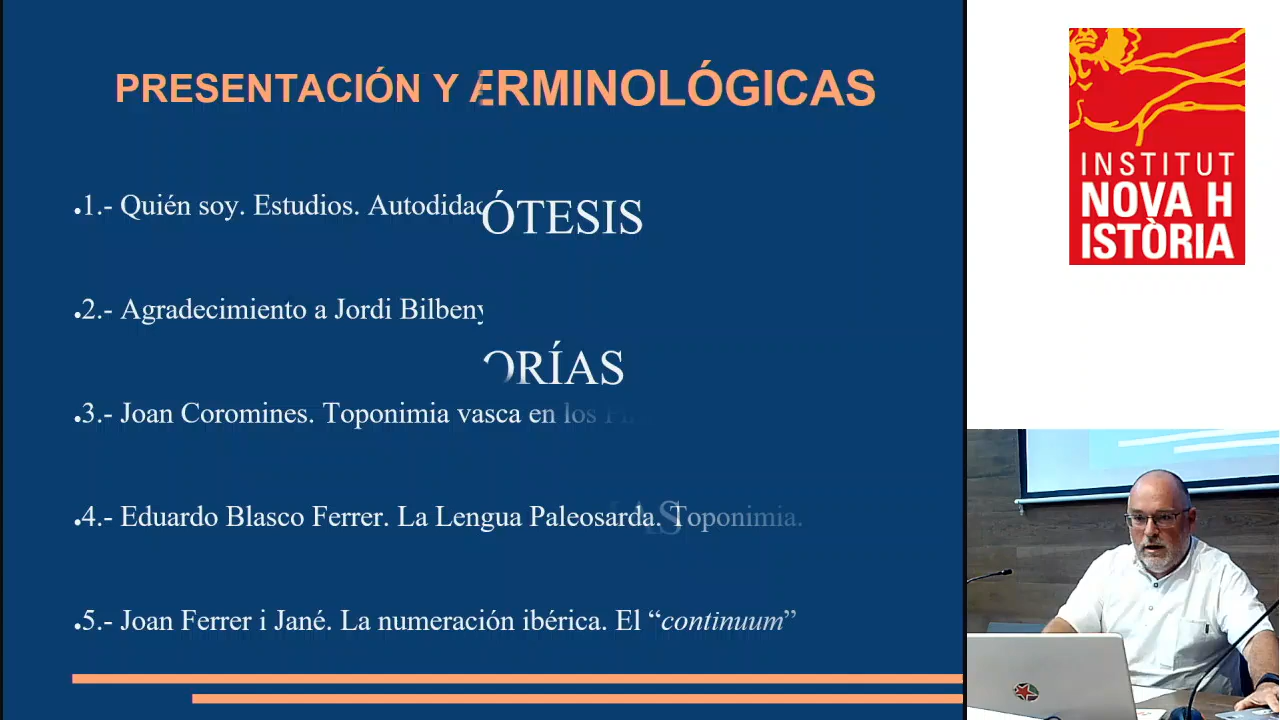 PRESENTACIÓN Y ERMINOLÓGICAS
1.- Quién soy. Estudios. Autodidac
ÓTESIS
2.- Agradecimiento a Jordi Bilbeny
ORÍAS
3.- Joan Coromines. Toponimia vasca en los
4.- Eduardo Blasco Ferrer. La Lengua Paleosarda. Toponimia.
5.- Joan Ferrer i Jané. La numeración ibérica. El “continuum”
INSTITUT
NOVA H
ISTÒRIA